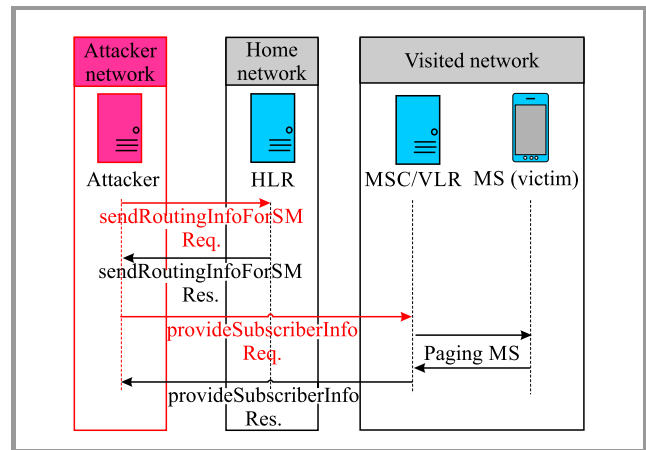 Attacker
network
Home
network
Visited network
Attacker
HLR
MSC/VLR
MS (victim)
sendRoutingInfoForSM
Req.
sendRoutingInfoForSM
Res.
provideSubscriberInfo
Req.
Paging MS
provideSubscriberInfo
Res.